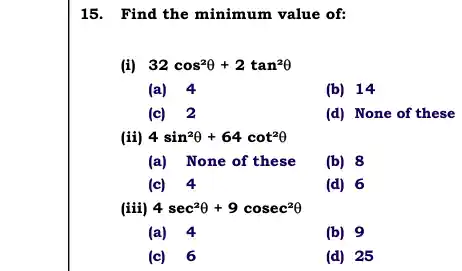 15. Find the minimum value of:
(i) 32 cos²θ + 2 tan²θ
(a) 4 (b) 14
(c) 2 (d) None of these
(ii) 4 sin²θ + 64 cot²θ
(a) None of these (b) 8
(c) 4 (d) 6
(iii) 4 sec²θ + 9 cosec²θ
(a) 4 (b) 9
(c) 6 (d) 25